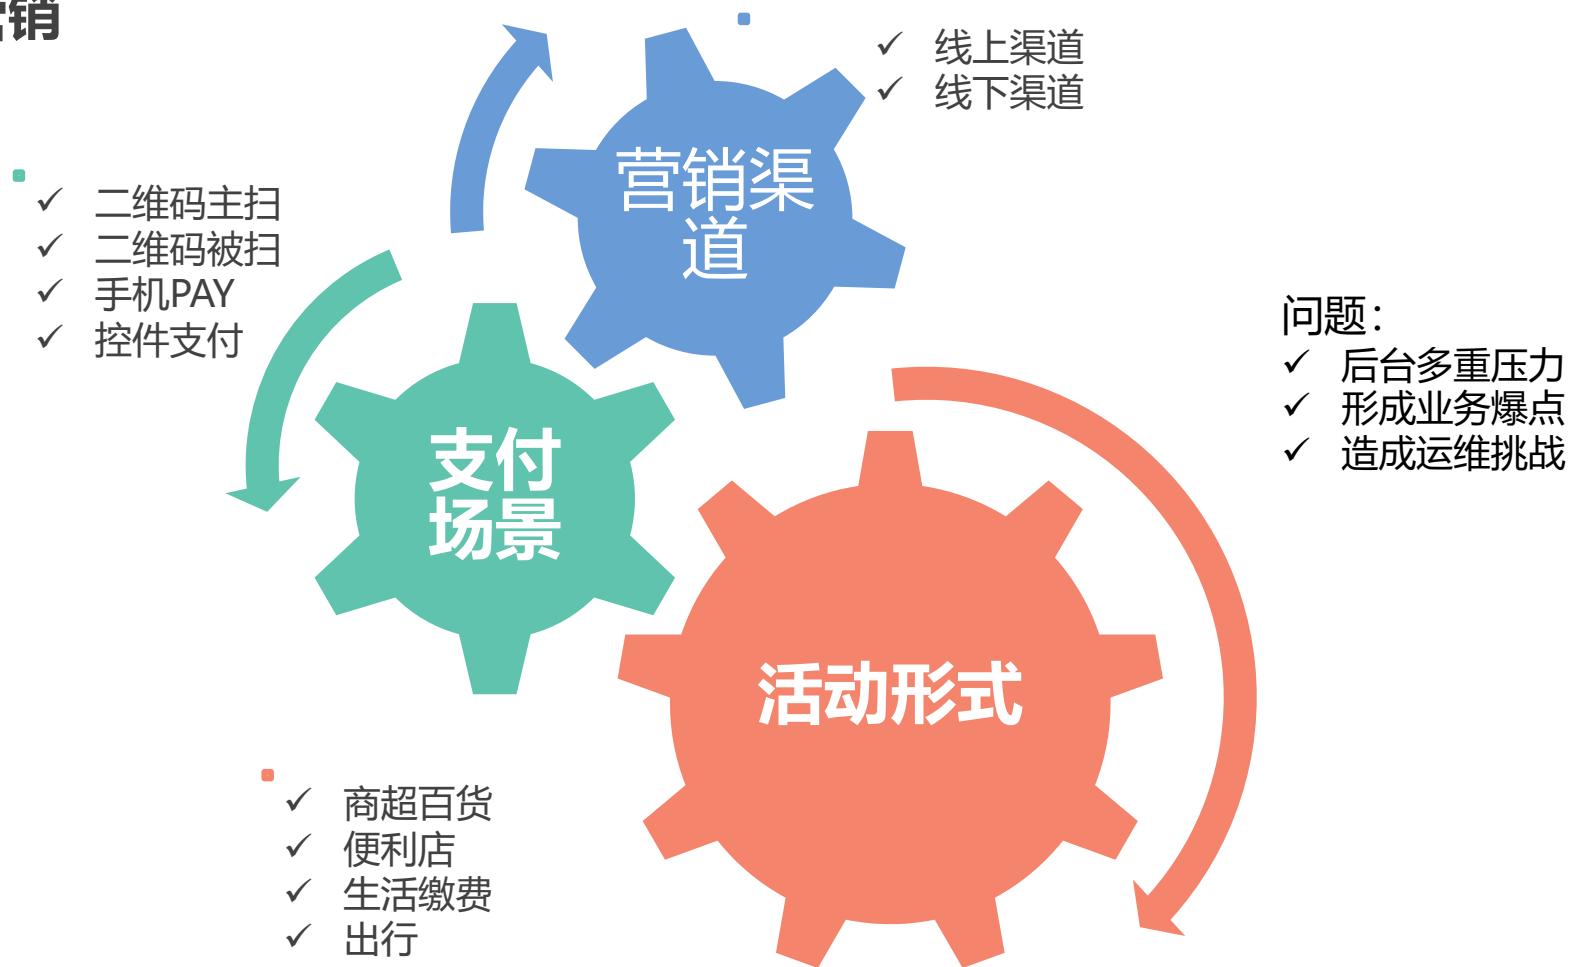 营销
线上渠道
线下渠道
营销渠
道
二维码主扫
二维码被扫
手机PAY
控件支付
支付
场景
问题：
后台多重压力
形成业务爆点
造成运维挑战
活动形式
商超百货
便利店
生活缴费
出行